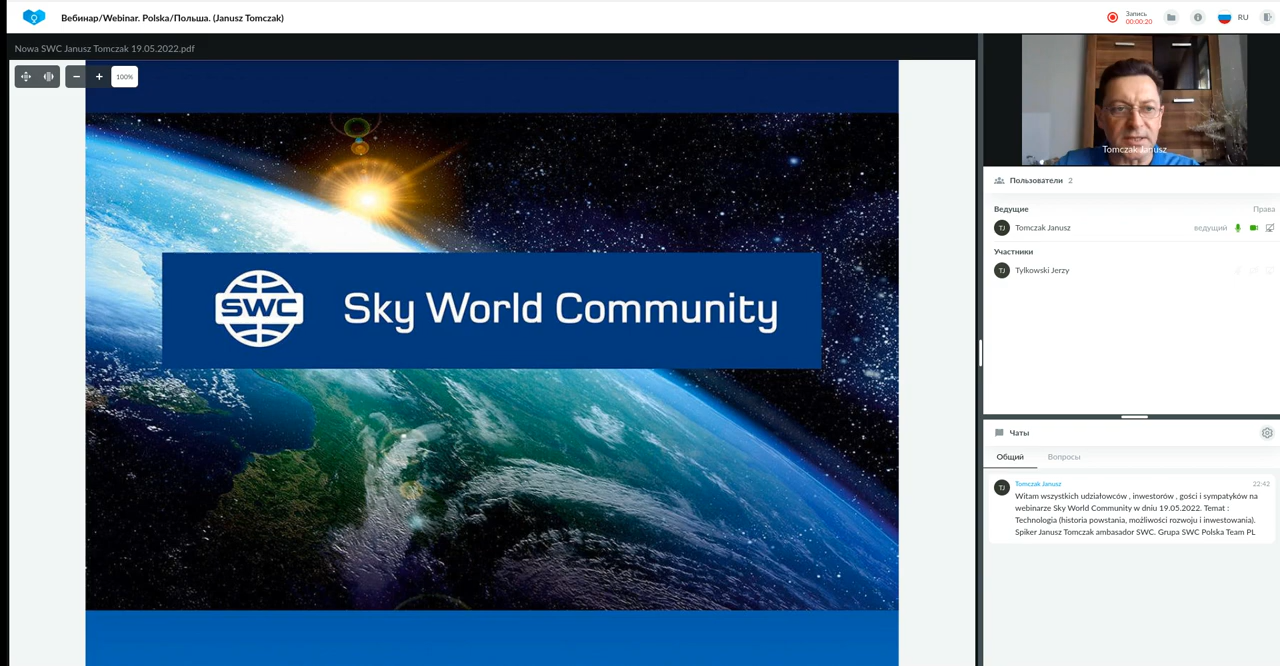 Вебинар/Webinar. Polska/Польша. (Janusz Tomczak)
Запись
00:00:20
RU
Nowa SWC Janusz Tomczak 19.05.2022.pdf
100%
SWC
Sky World Community
Tomczak Janusz
Пользователи 2
Ведущие Права
TJ Tomczak Janusz ведущий
Участники
TJ Tylkowski Jerzy
Чаты
Общий Вопросы
TJ Tomczak Janusz 22:42
Witam wszystkich udziałowców , inwestorów , gości i sympatyków na
webinarze Sky World Community w dniu 19.05.2022. Temat :
Technologia (historia powstania, możliwości rozwoju i inwestowania).
Spiker Janusz Tomczak ambasador SWC. Grupa SWC Polska Team PL